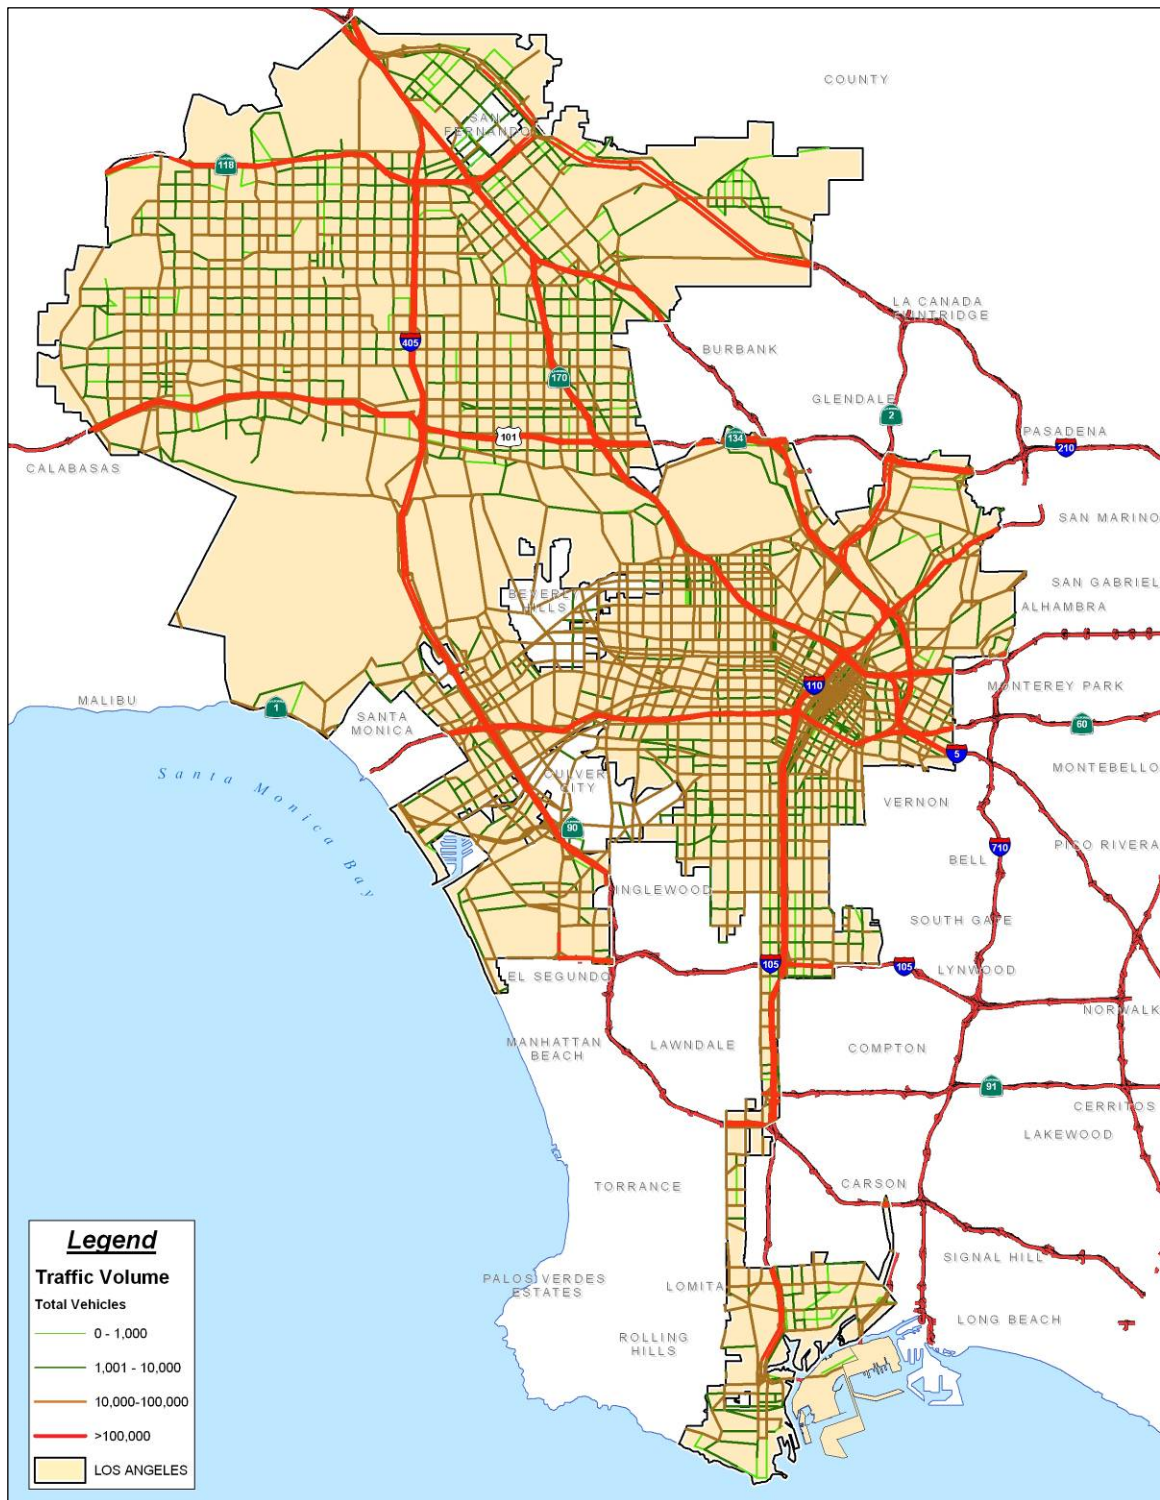 COUNTY
SAN
FERNANDO
118
LA CANADA
FLINTRIDGE
405
BURBANK
170
GLENDALE
2
PASADENA
101
134
210
CALABASAS
SAN MARINO
SAN GABRIEL
BEVERLY
HILLS
ALHAMBRA
110
MONTEREY PARK
MALIBU
1
SANTA
MONICA
60
5
Santa Monica Bay
CULVER
CITY
MONTEBELLO
VERNON
90
710
PICO RIVERA
BELL
INGLEWOOD
SOUTH GATE
105
105
LYNWOOD
EL SEGUNDO
NORWALK
MANHATTAN
BEACH
LAWNDALE
COMPTON
91
CERRITOS
LAKEWOOD
TORRANCE
CARSON
SIGNAL HILL
PALOS VERDES
ESTATES
LOMITA
LONG BEACH
ROLLING
HILLS
Legend
Traffic Volume
Total Vehicles
0 - 1,000
1,001 - 10,000
10,000-100,000
>100,000
LOS ANGELES